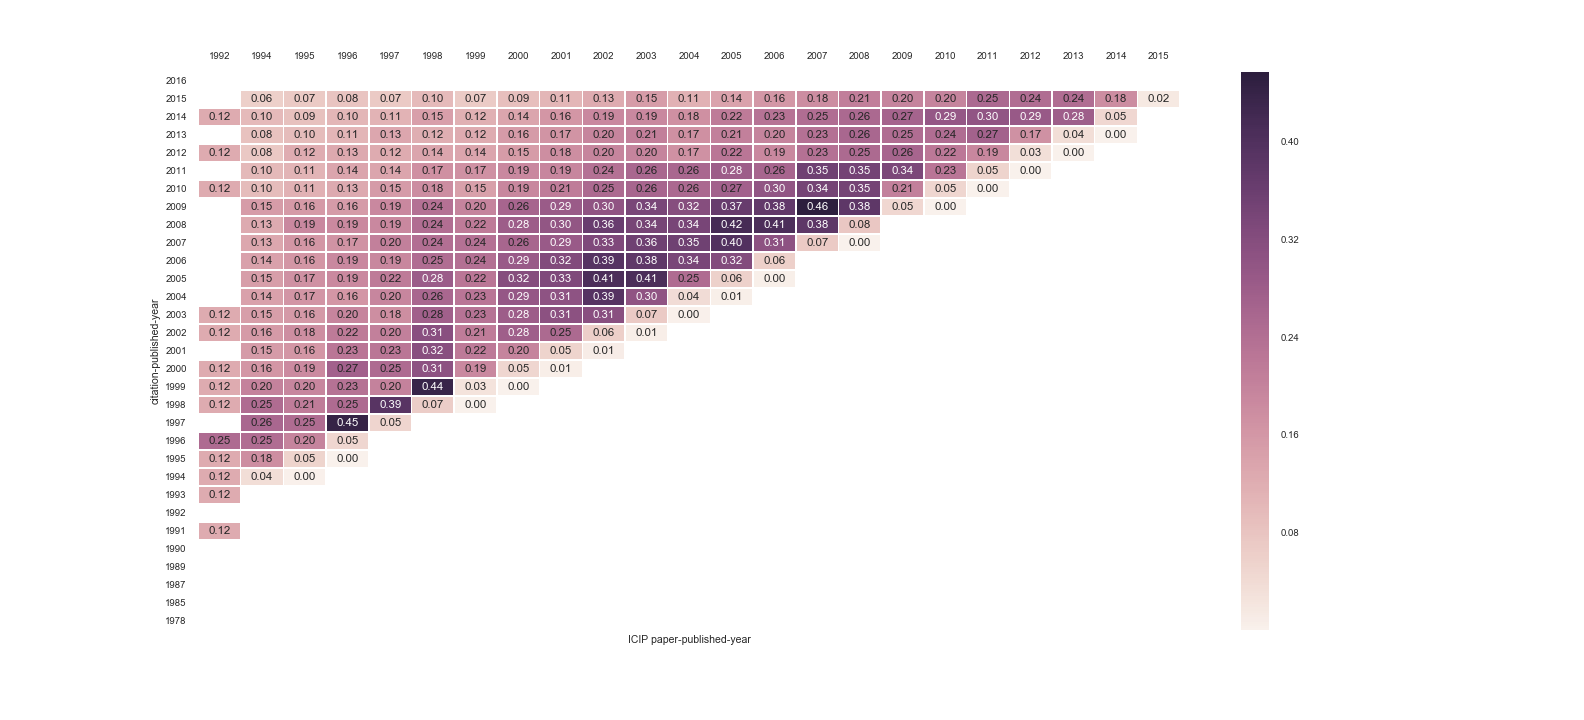 1992 1994 1995 1996 1997 1998 1999 2000 2001 2002 2003 2004 2005 2006 2007 2008 2009 2010 2011 2012 2013 2014 2015
2016
2015 0.06 0.07 0.08 0.07 0.10 0.07 0.09 0.11 0.13 0.15 0.11 0.14 0.16 0.18 0.21 0.20 0.20 0.25 0.24 0.24 0.18 0.02
2014 0.12 0.10 0.09 0.10 0.11 0.15 0.12 0.14 0.16 0.19 0.19 0.18 0.22 0.23 0.25 0.26 0.27 0.29 0.30 0.29 0.28 0.05
2013 0.08 0.10 0.11 0.13 0.12 0.12 0.16 0.17 0.20 0.21 0.17 0.21 0.20 0.23 0.26 0.25 0.24 0.27 0.17 0.04 0.00
0.40
2012 0.12 0.08 0.12 0.13 0.12 0.14 0.14 0.15 0.18 0.20 0.20 0.17 0.22 0.19 0.23 0.25 0.26 0.22 0.19 0.03 0.00
2011 0.10 0.11 0.14 0.14 0.17 0.17 0.19 0.19 0.24 0.26 0.26 0.28 0.26 0.35 0.35 0.34 0.23 0.05 0.00
2010 0.12 0.10 0.11 0.13 0.15 0.18 0.15 0.19 0.21 0.25 0.26 0.26 0.27 0.30 0.34 0.35 0.21 0.05 0.00
2009 0.15 0.16 0.16 0.19 0.24 0.20 0.26 0.29 0.30 0.34 0.32 0.37 0.38 0.46 0.38 0.05 0.00
2008 0.13 0.19 0.19 0.19 0.24 0.22 0.28 0.30 0.36 0.34 0.34 0.42 0.41 0.38 0.08
0.32
2007 0.13 0.16 0.17 0.20 0.24 0.24 0.26 0.29 0.33 0.36 0.35 0.40 0.31 0.07 0.00
2006 0.14 0.16 0.19 0.19 0.25 0.24 0.29 0.32 0.39 0.38 0.34 0.32 0.06
2005 0.15 0.17 0.19 0.22 0.28 0.22 0.32 0.33 0.41 0.41 0.25 0.06 0.00
2004 0.14 0.17 0.16 0.20 0.26 0.23 0.29 0.31 0.39 0.30 0.04 0.01
2003 0.12 0.15 0.16 0.20 0.18 0.28 0.23 0.28 0.31 0.31 0.07 0.00
2002 0.12 0.16 0.18 0.22 0.20 0.31 0.21 0.28 0.25 0.06 0.01
0.24
citation-published-year
2001 0.15 0.16 0.23 0.23 0.32 0.22 0.20 0.05 0.01
2000 0.12 0.16 0.19 0.27 0.25 0.31 0.19 0.05 0.01
1999 0.12 0.20 0.20 0.23 0.20 0.44 0.03 0.00
1998 0.12 0.25 0.21 0.25 0.39 0.07 0.00
1997 0.26 0.25 0.45 0.05
0.16
1996 0.25 0.25 0.20 0.05
1995 0.12 0.18 0.05 0.00
1994 0.12 0.04 0.00
1993 0.12
1992
1991 0.12
0.08
1990
1989
1987
1985
1978
ICIP paper-published-year